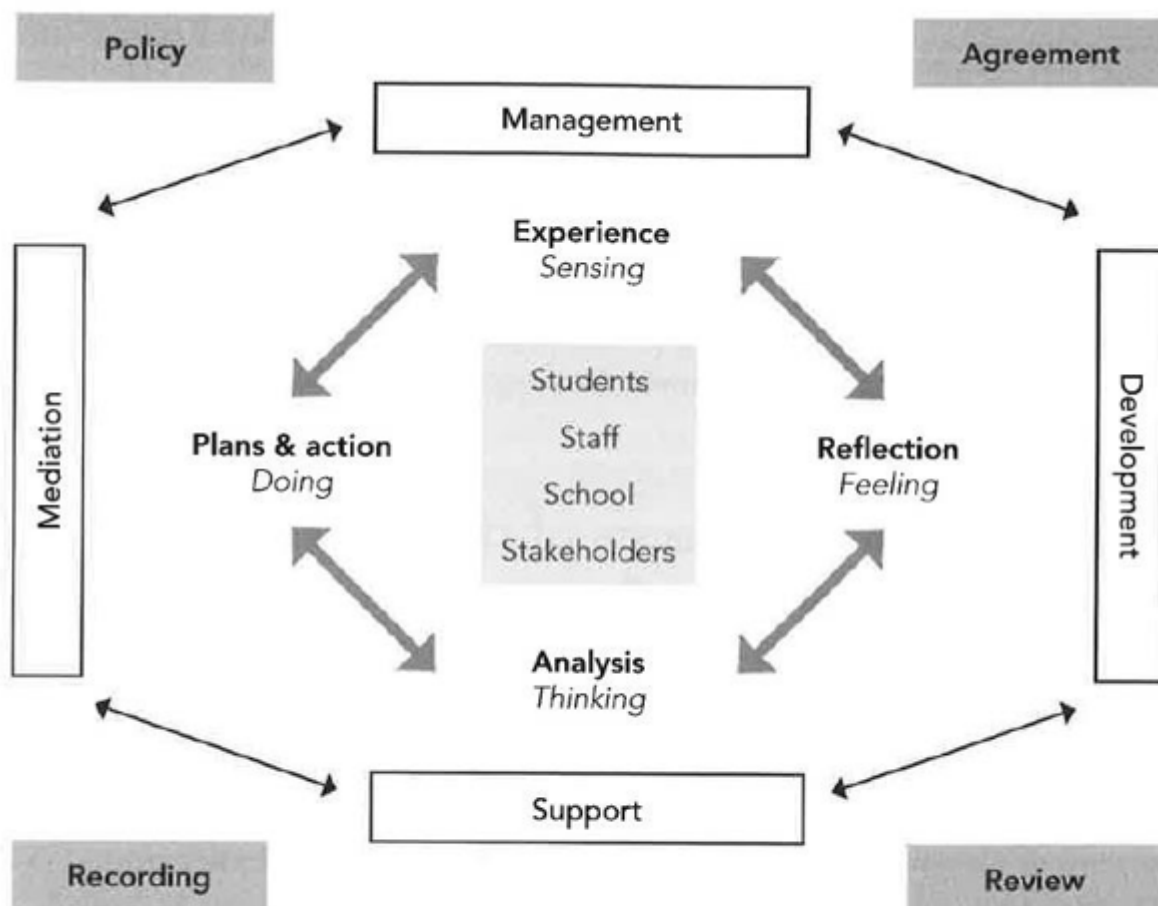 Policy
Agreement
Management
Experience
Sensing
Mediation
Plans & action
Doing
Students
Staff
School
Stakeholders
Reflection
Feeling
Development
Analysis
Thinking
Support
Recording
Review